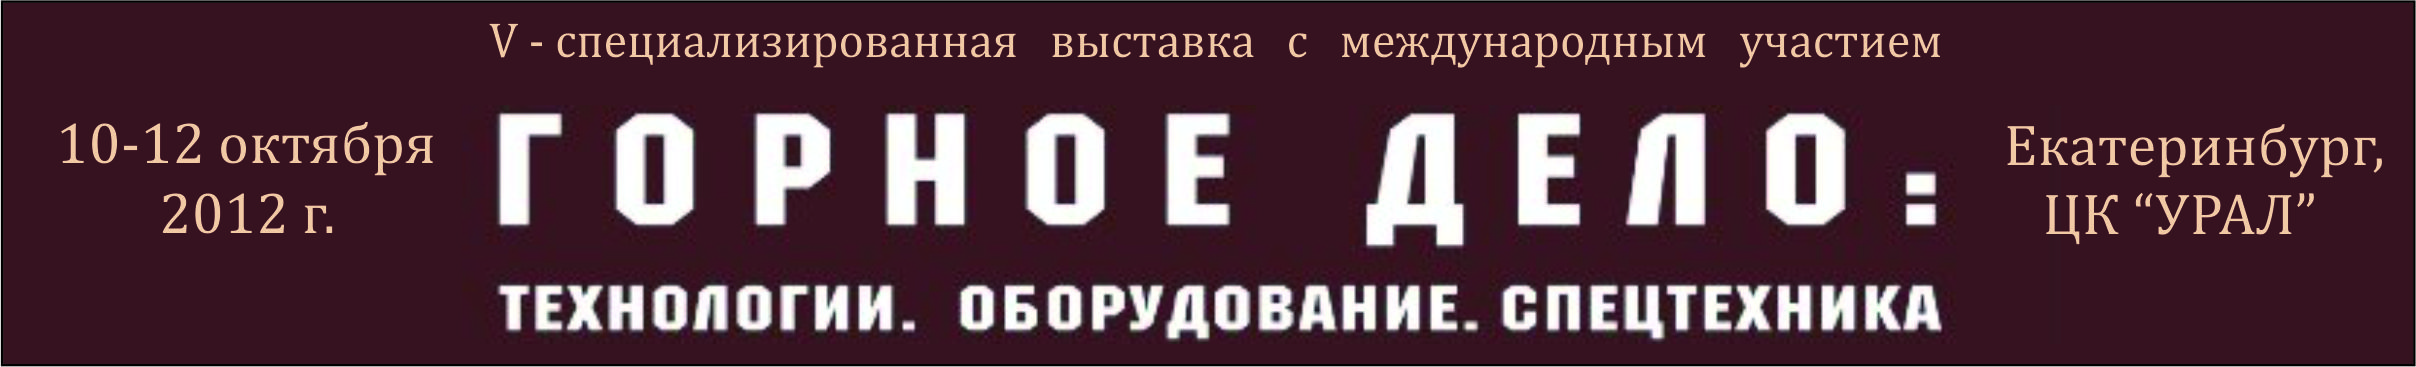 V - специализированная выставка с международным участием
10-12 октября
2012 г.
ГОРНОЕ ДЕЛО:
ТЕХНОЛОГИИ. ОБОРУДОВАНИЕ. СПЕЦТЕХНИКА
Екатеринбург,
ЦК “УРАЛ”